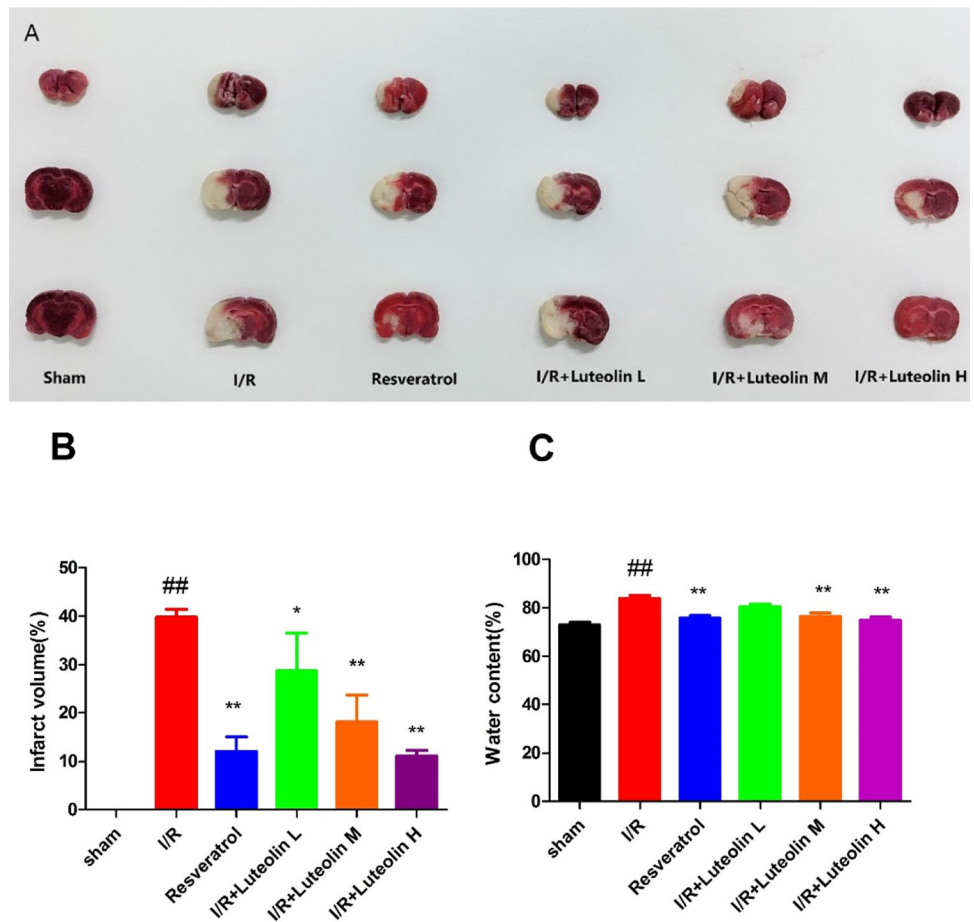 A
Sham I/R Resveratrol I/R+Luteolin L I/R+Luteolin M I/R+Luteolin H
B
Infarct volume(%)
50
40
30
20
10
0
##
**
*
**
**
sham
I/R
Resveratrol
I/R+Luteolin L
I/R+Luteolin M
I/R+Luteolin H
C
Water content(%)
100
80
60
40
20
0
##
**
**
**
sham
I/R
Resveratrol
I/R+Luteolin L
I/R+Luteolin M
I/R+Luteolin H